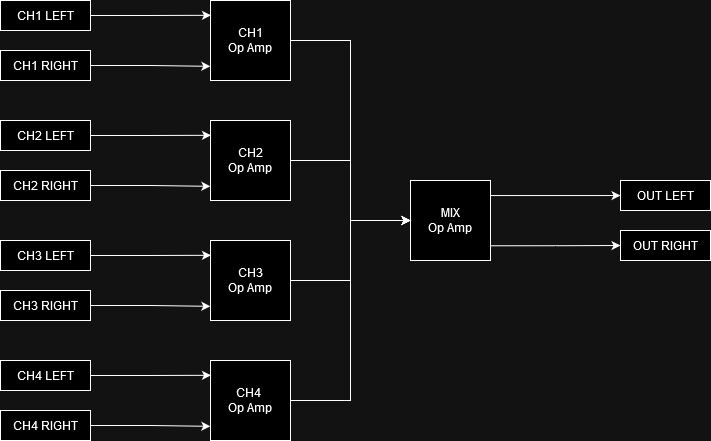 CH1 LEFT
CH1
Op Amp
CH1 RIGHT
CH2 LEFT
CH2
Op Amp
CH2 RIGHT
MIX
Op Amp
OUT LEFT
OUT RIGHT
CH3 LEFT
CH3
Op Amp
CH3 RIGHT
CH4 LEFT
CH4
Op Amp
CH4 RIGHT